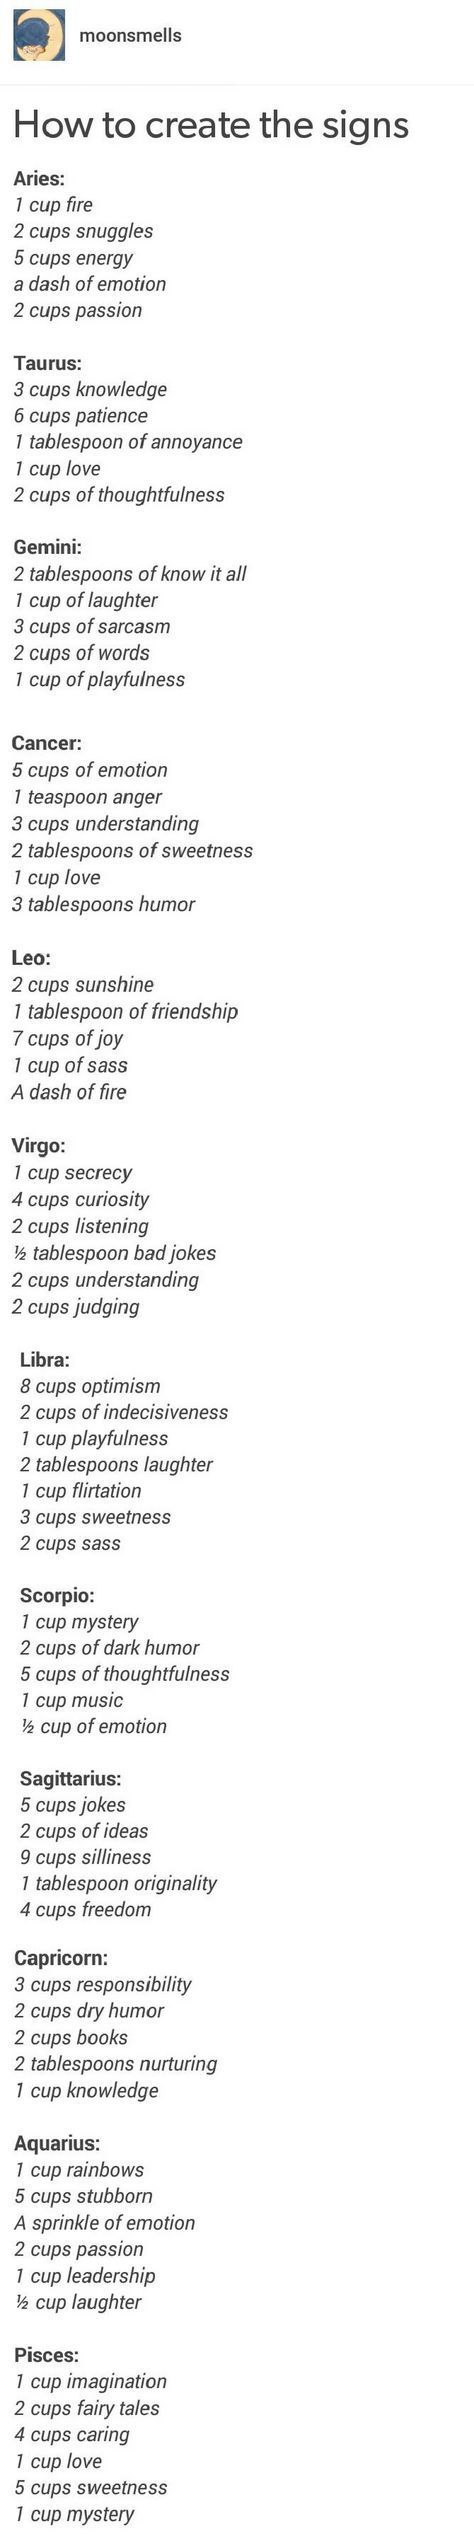 moonsmells
How to create the signs
Aries:
1 cup fire
2 cups snuggles
5 cups energy
a dash of emotion
2 cups passion
Taurus:
3 cups knowledge
6 cups patience
1 tablespoon of annoyance
1 cup love
2 cups of thoughtfulness
Gemini:
2 tablespoons of know it all
1 cup of laughter
3 cups of sarcasm
2 cups of words
1 cup of playfulness
Cancer:
5 cups of emotion
1 teaspoon anger
3 cups understanding
2 tablespoons of sweetness
1 cup love
3 tablespoons humor
Leo:
2 cups sunshine
1 tablespoon of friendship
7 cups of joy
1 cup of sass
A dash of fire
Virgo:
1 cup secrecy
4 cups curiosity
2 cups listening
½ tablespoon bad jokes
2 cups understanding
2 cups judging
Libra:
8 cups optimism
2 cups of indecisiveness
1 cup playfulness
2 tablespoons laughter
1 cup flirtation
3 cups sweetness
2 cups sass
Scorpio:
1 cup mystery
2 cups of dark humor
5 cups of thoughtfulness
1 cup music
½ cup of emotion
Sagittarius:
5 cups jokes
2 cups of ideas
9 cups silliness
1 tablespoon originality
4 cups freedom
Capricorn:
3 cups responsibility
2 cups dry humor
2 cups books
2 tablespoons nurturing
1 cup knowledge
Aquarius:
1 cup rainbows
5 cups stubborn
A sprinkle of emotion
2 cups passion
1 cup leadership
½ cup laughter
Pisces:
1 cup imagination
2 cups fairy tales
4 cups caring
1 cup love
5 cups sweetness
1 cup mystery